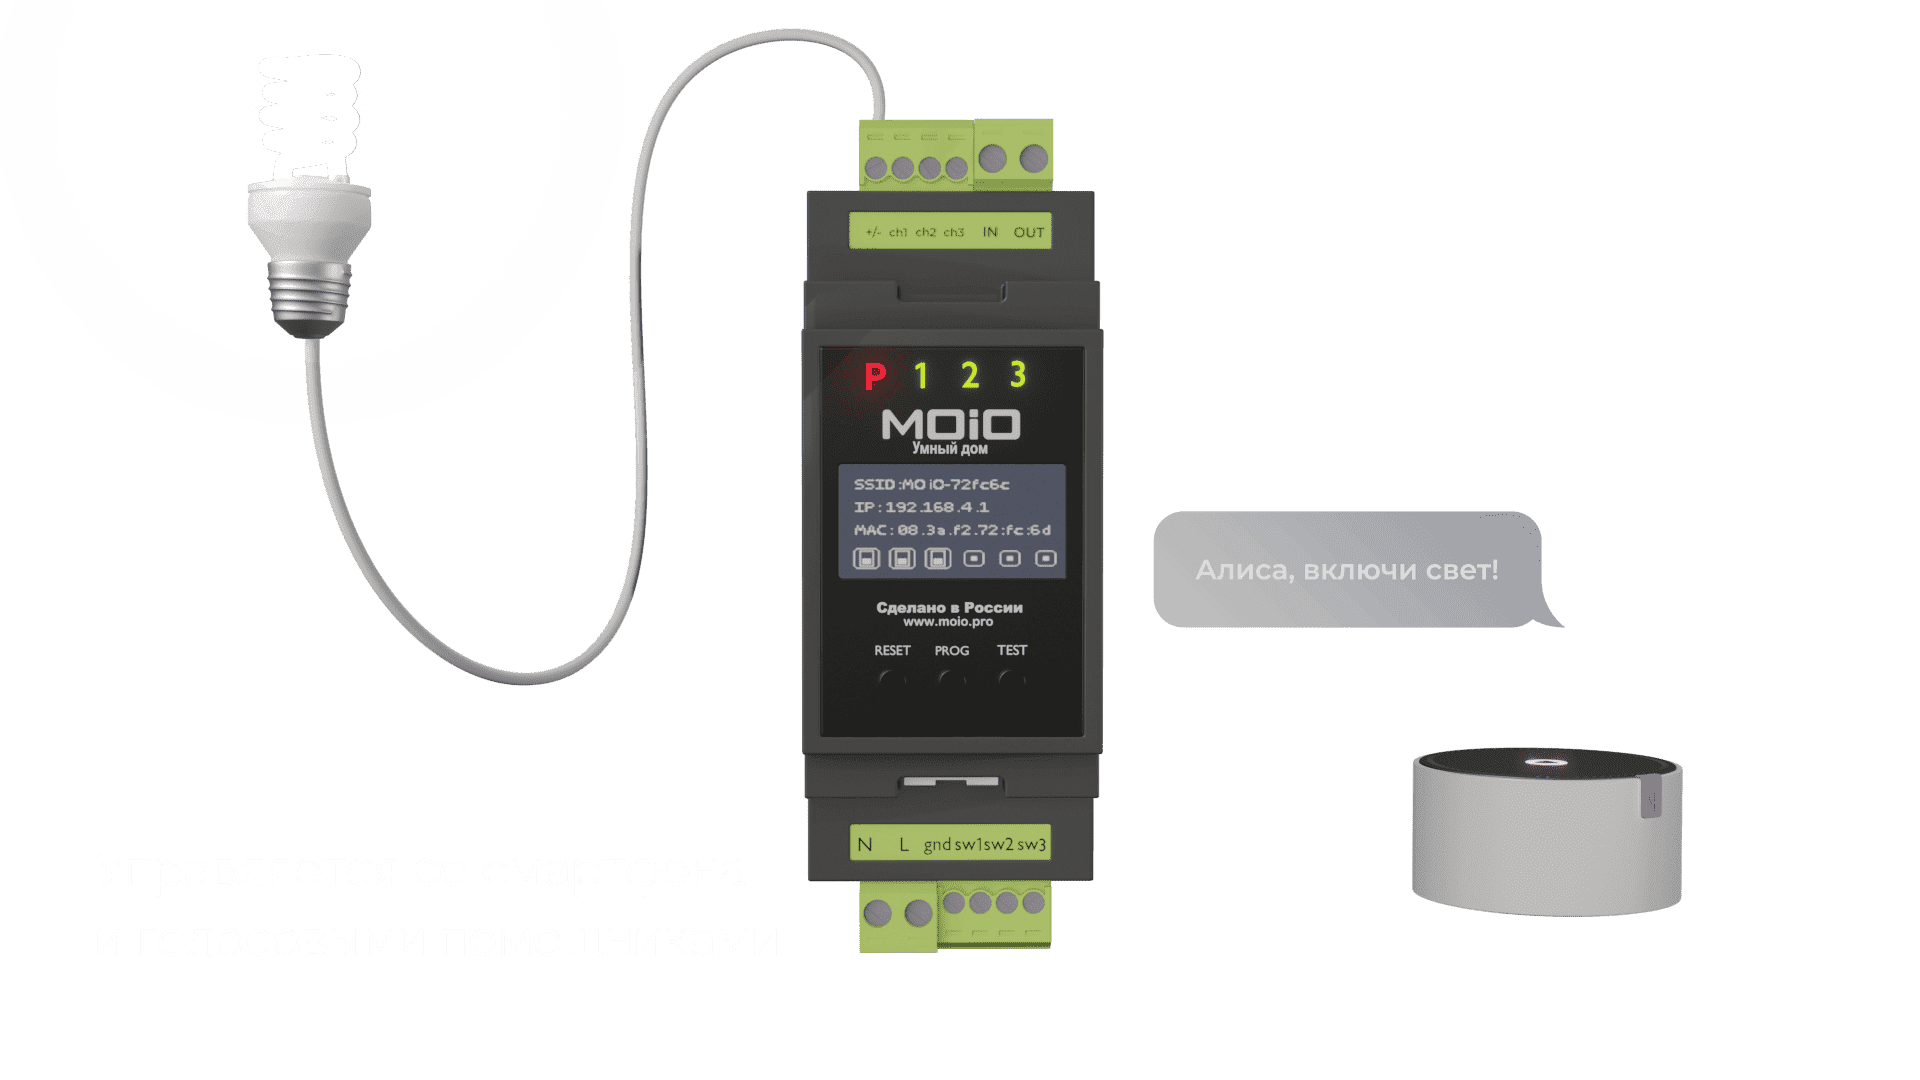 +/- ch1 ch2 ch3 IN OUT
P 1 2 3
MOiO
Умный дом
SSID:MOiO-72fc6c
IP:192.168.4.1
MAC:08.3a.f2.72:fc:6d
Сделано в России
www.moio.pro
RESET PROG TEST
N L gnd sw1 sw2 sw3
Алиса, включи свет!